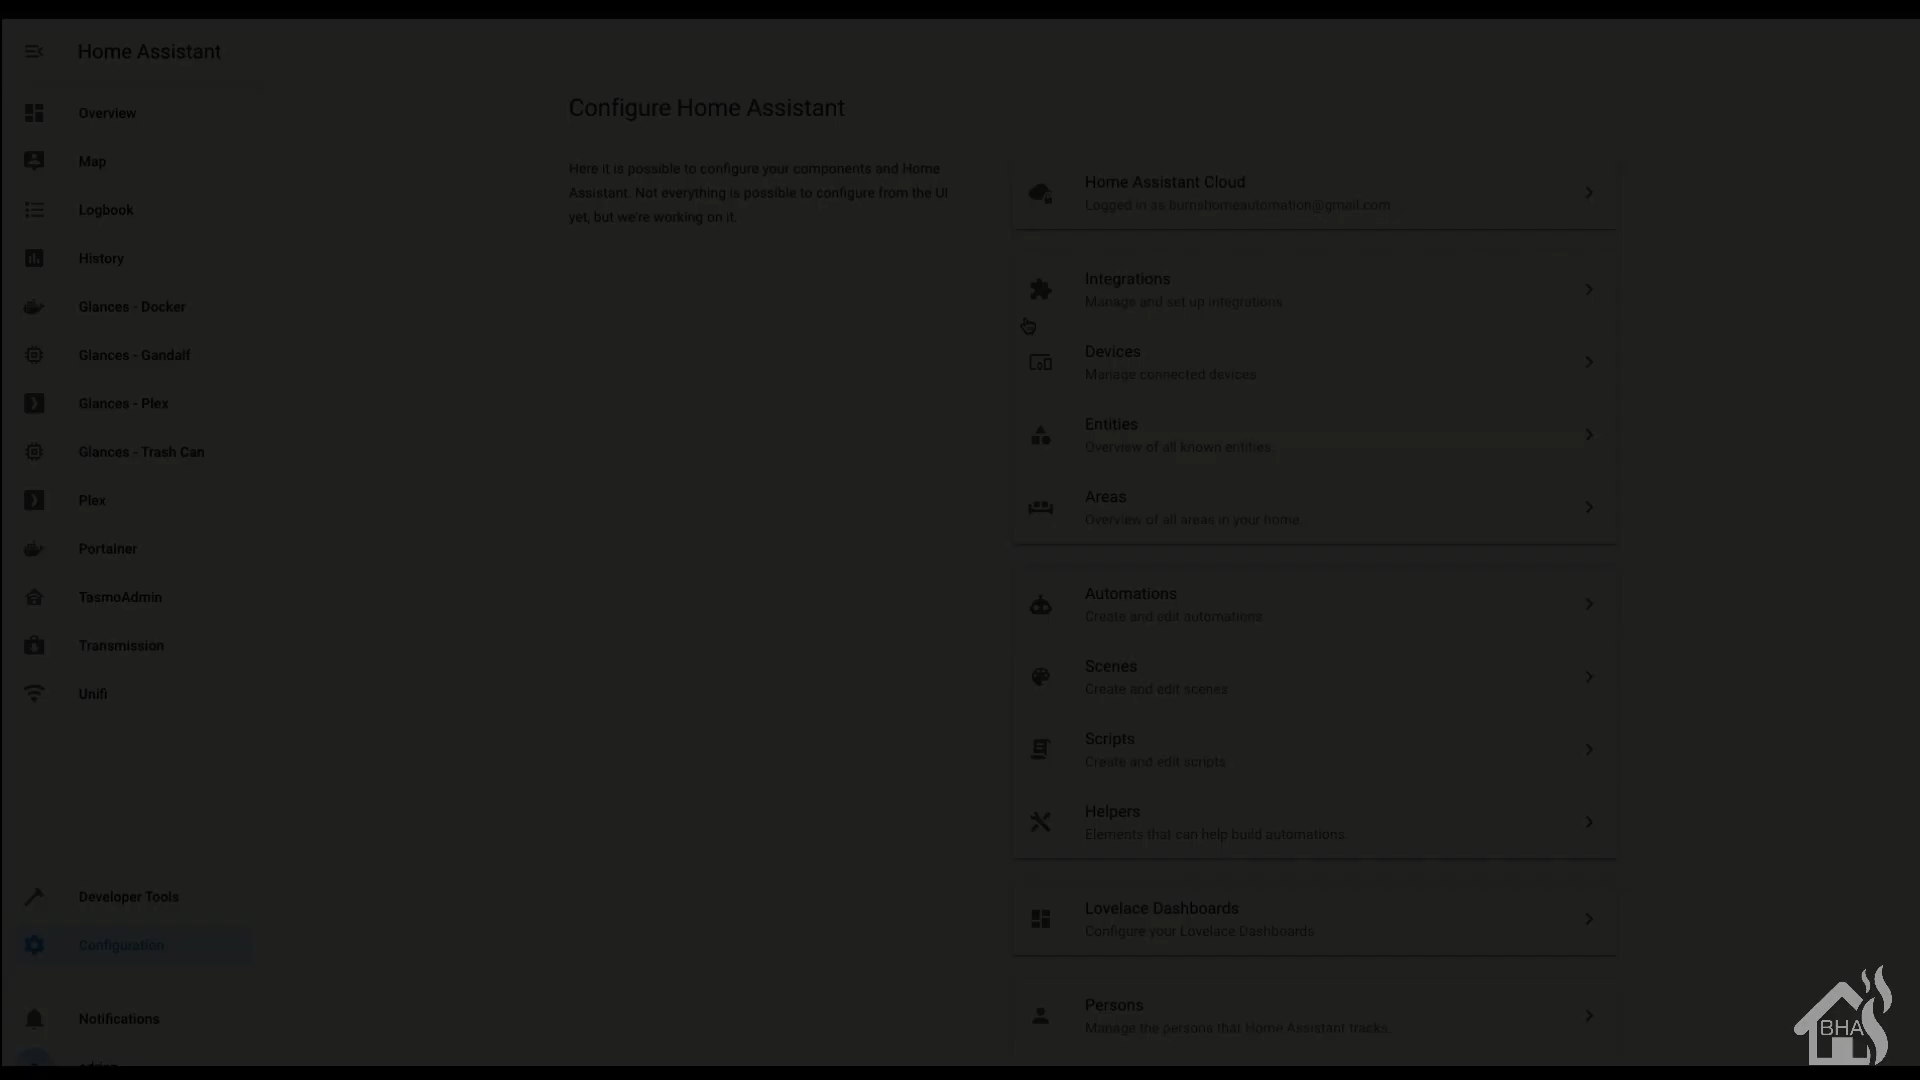 Home Assistant
Overview
Map
Logbook
History
Glances - Docker
Glances - Gandalf
Glances - Plex
Glances - Trash Can
Plex
Portainer
TasmoAdmin
Transmission
Unifi
Developer Tools
Configuration
Notifications
adrian
Configure Home Assistant
Here it is possible to configure your components and Home
Assistant. Not everything is possible to configure from the UI
yet, but we're working on it.
Home Assistant Cloud
Logged in as burnshomeautomation@gmail.com
Integrations
Manage and set up integrations
Devices
Manage connected devices
Entities
Overview of all known entities.
Areas
Overview of all areas in your home.
Automations
Create and edit automations
Scenes
Create and edit scenes
Scripts
Create and edit scripts
Helpers
Elements that can help build automations.
Lovelace Dashboards
Configure your Lovelace Dashboards
Persons
Manage the persons that Home Assistant tracks.
BHA